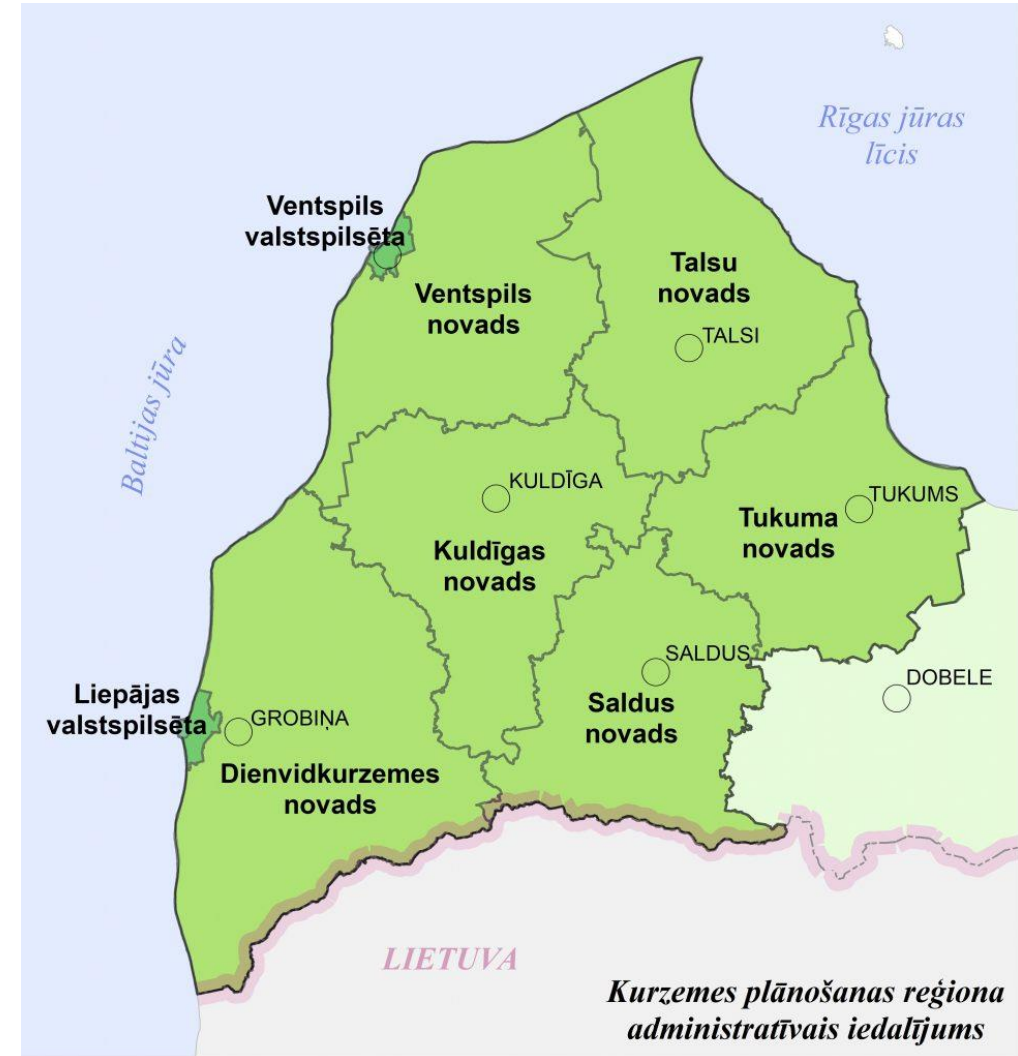 Rīgas jūras
līcis
Ventspils
valstspilsēta
Ventspils
novads
Talsu
novads
TALSI
Baltijas jūra
KULDĪGA
Kuldīgas
novads
TUKUMS
Tukuma
novads
SALDUS
Saldus
novads
DOBELE
Liepājas
valstspilsēta
GROBIŅA
Dienvidkurzemes
novads
LIETUVA
Kurzemes plānošanas reģiona
administratīvais iedalījums